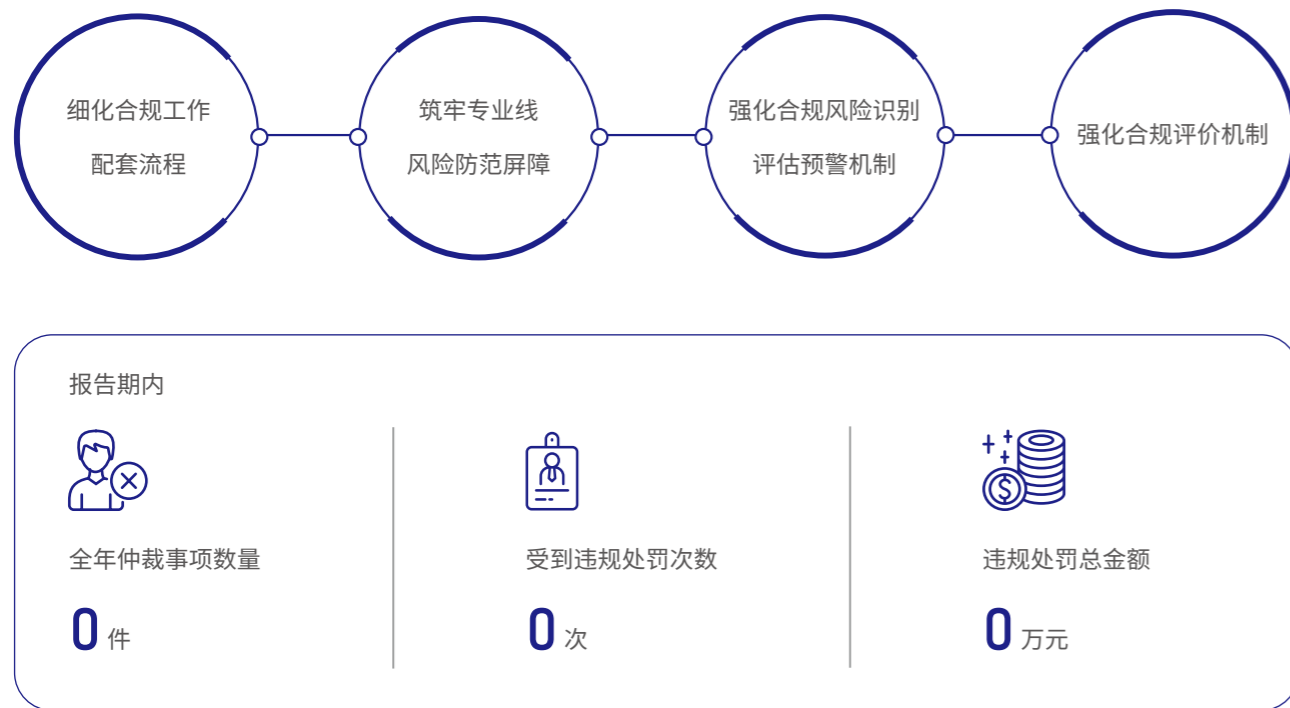 细化合规工作
配套流程
筑牢专业线
风险防范屏障
强化合规风险识别
评估预警机制
强化合规评价机制
报告期内
全年仲裁事项数量
0 件
受到违规处罚次数
0 次
违规处罚总金额
0 万元